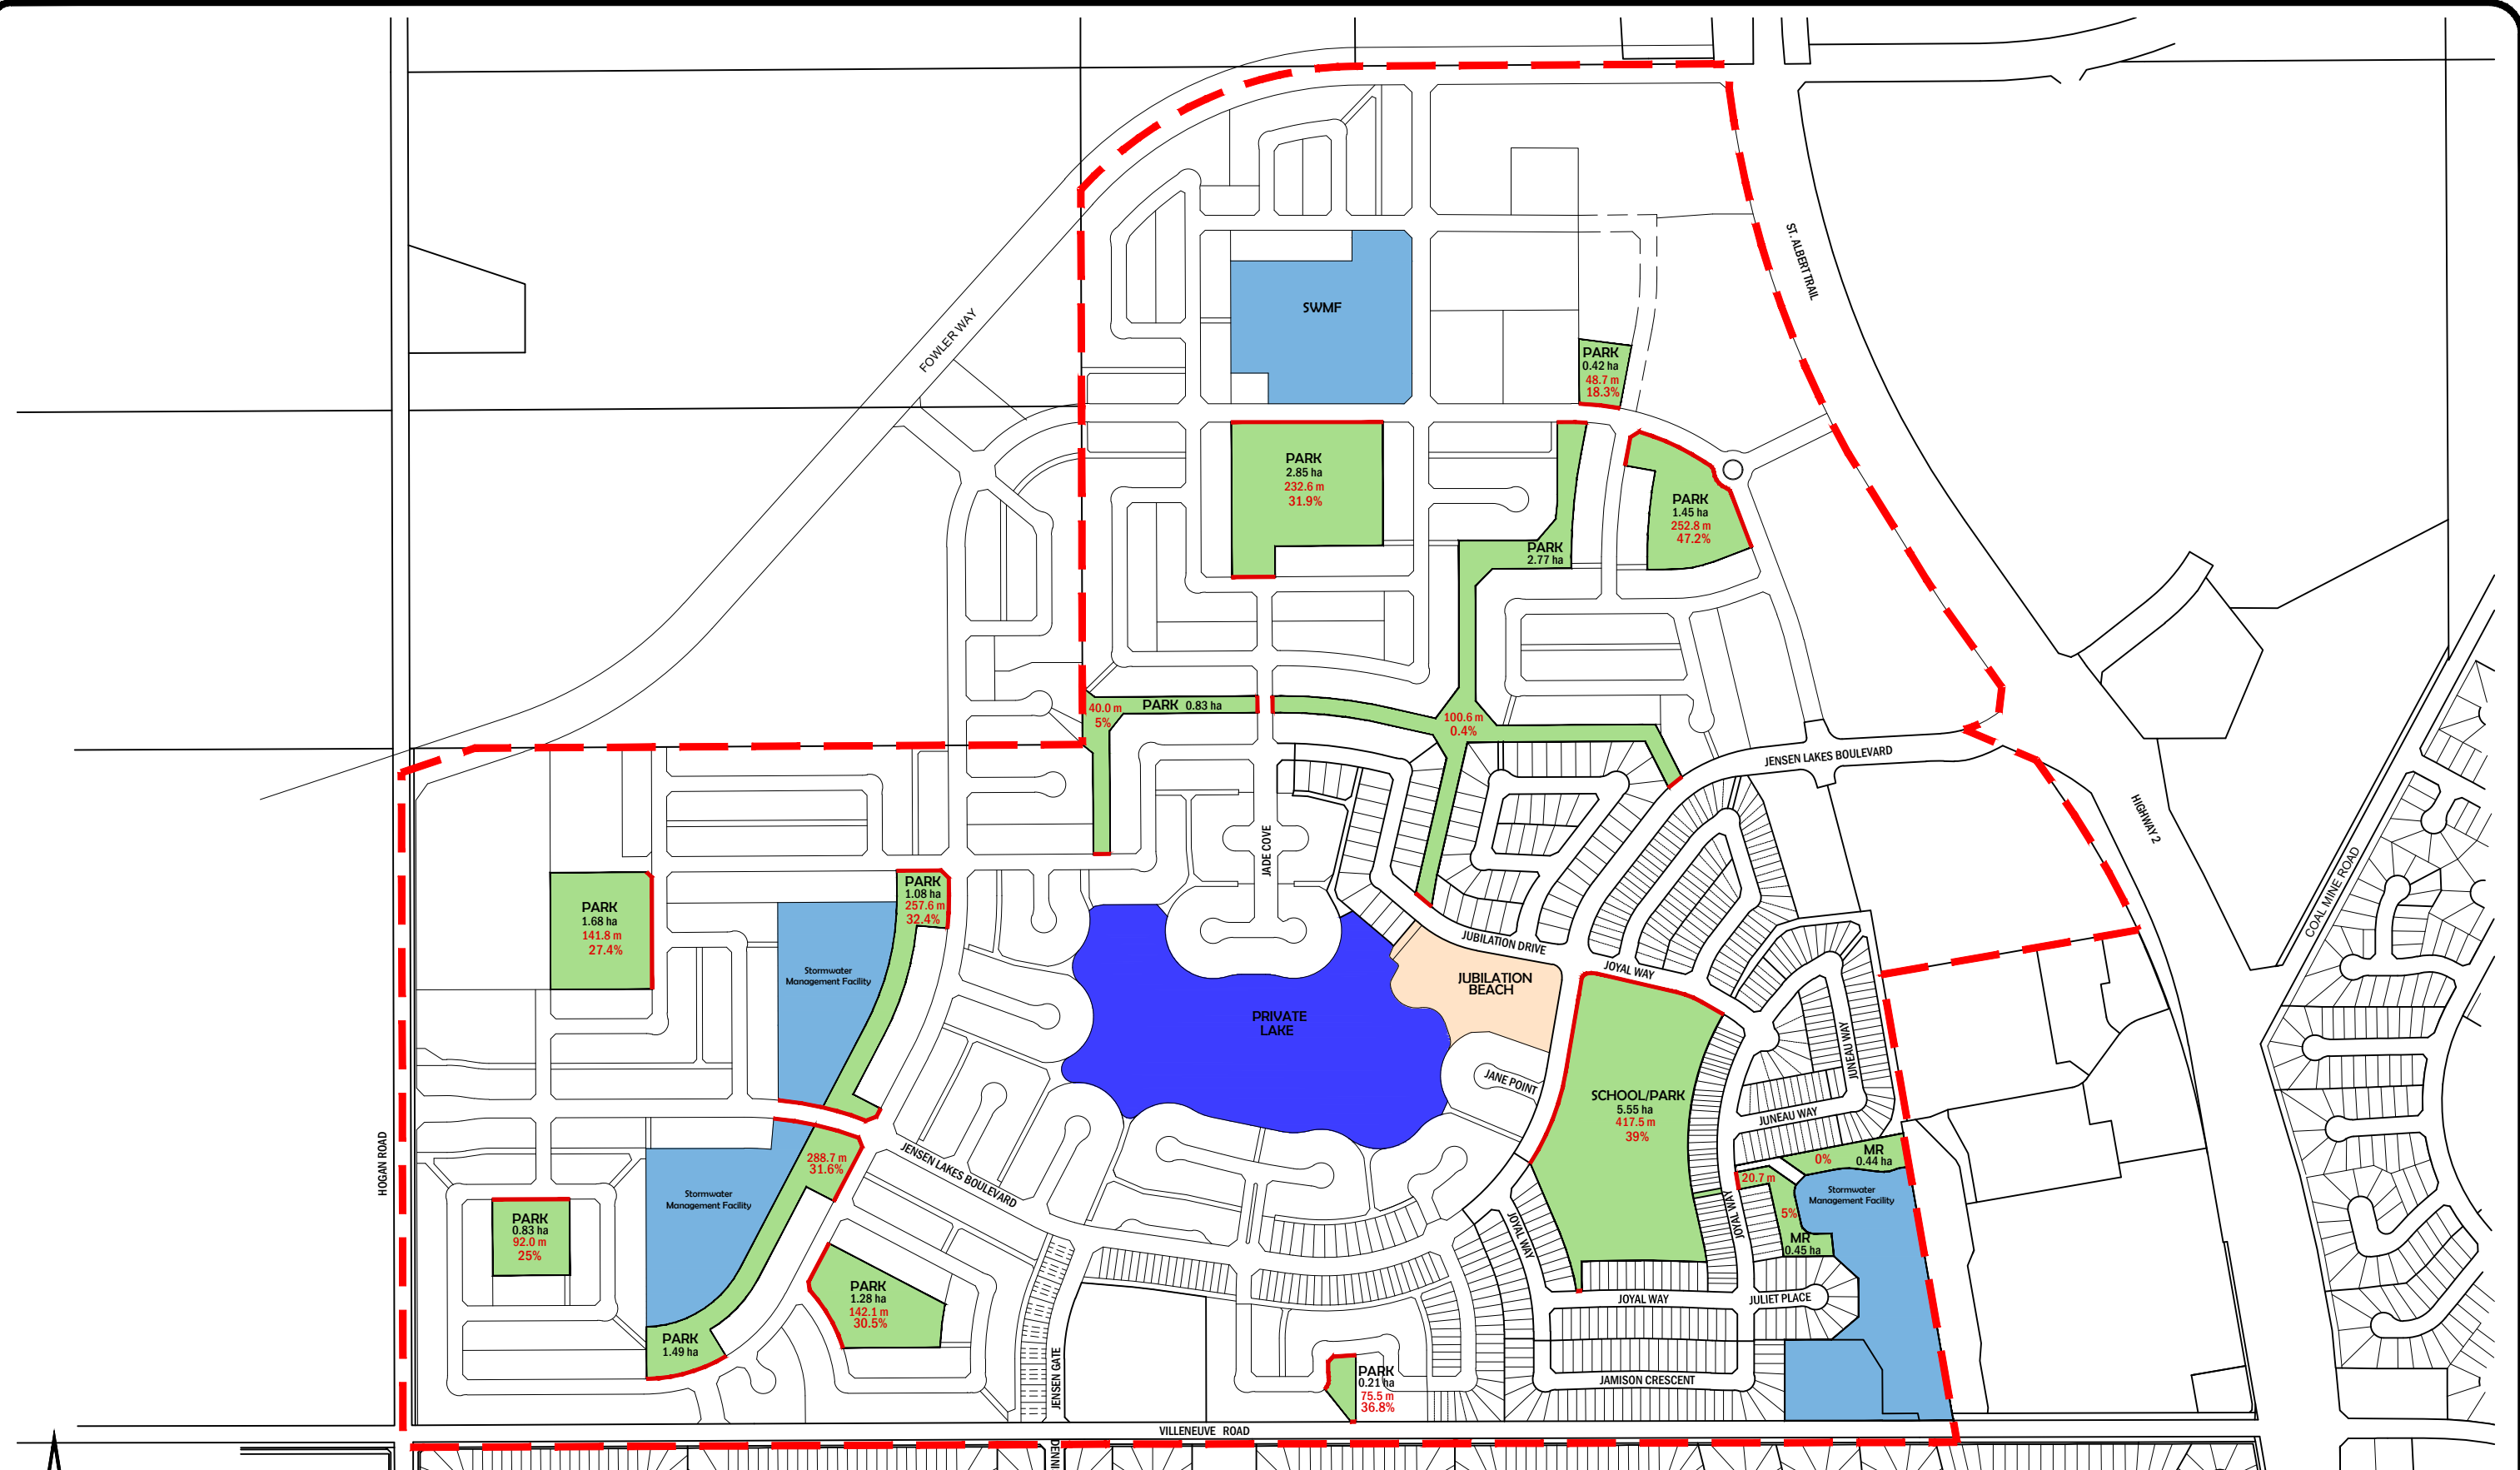 ST. ALBERT TRAIL
FOWLER WAY
SWMF
PARK
0.42 ha
48.7 m
18.3%
PARK
2.85 ha
232.6 m
31.9%
PARK
1.45 ha
252.8 m
47.2%
PARK
2.77 ha
40.0 m
5%
PARK 0.83 ha
100.6 m
0.4%
JENSEN LAKES BOULEVARD
HIGHWAY 2
COAL MINE ROAD
JADE COVE
PARK
1.68 ha
141.8 m
27.4%
PARK
1.08 ha
257.6 m
32.4%
Stormwater
Management Facility
JUBILATION DRIVE
JOYAL WAY
JUBILATION
BEACH
PRIVATE
LAKE
JANE POINT
SCHOOL/PARK
5.55 ha
417.5 m
39%
JUNEAU WAY
JUNEAU WAY
HOGAN ROAD
288.7 m
31.6%
JENSEN LAKES BOULEVARD
MR
0.44 ha
0%
20.7 m
5%
MR
0.45 ha
Stormwater
Management Facility
Stormwater
Management Facility
JOYAL WAY
JOYAL WAY
PARK
0.83 ha
92.0 m
25%
PARK
1.28 ha
142.1 m
30.5%
PARK
1.49 ha
JOYAL WAY
JULIET PLACE
JENSEN GATE
PARK
0.21 ha
75.5 m
36.8%
JAMISON CRESCENT
VILLENEUVE ROAD